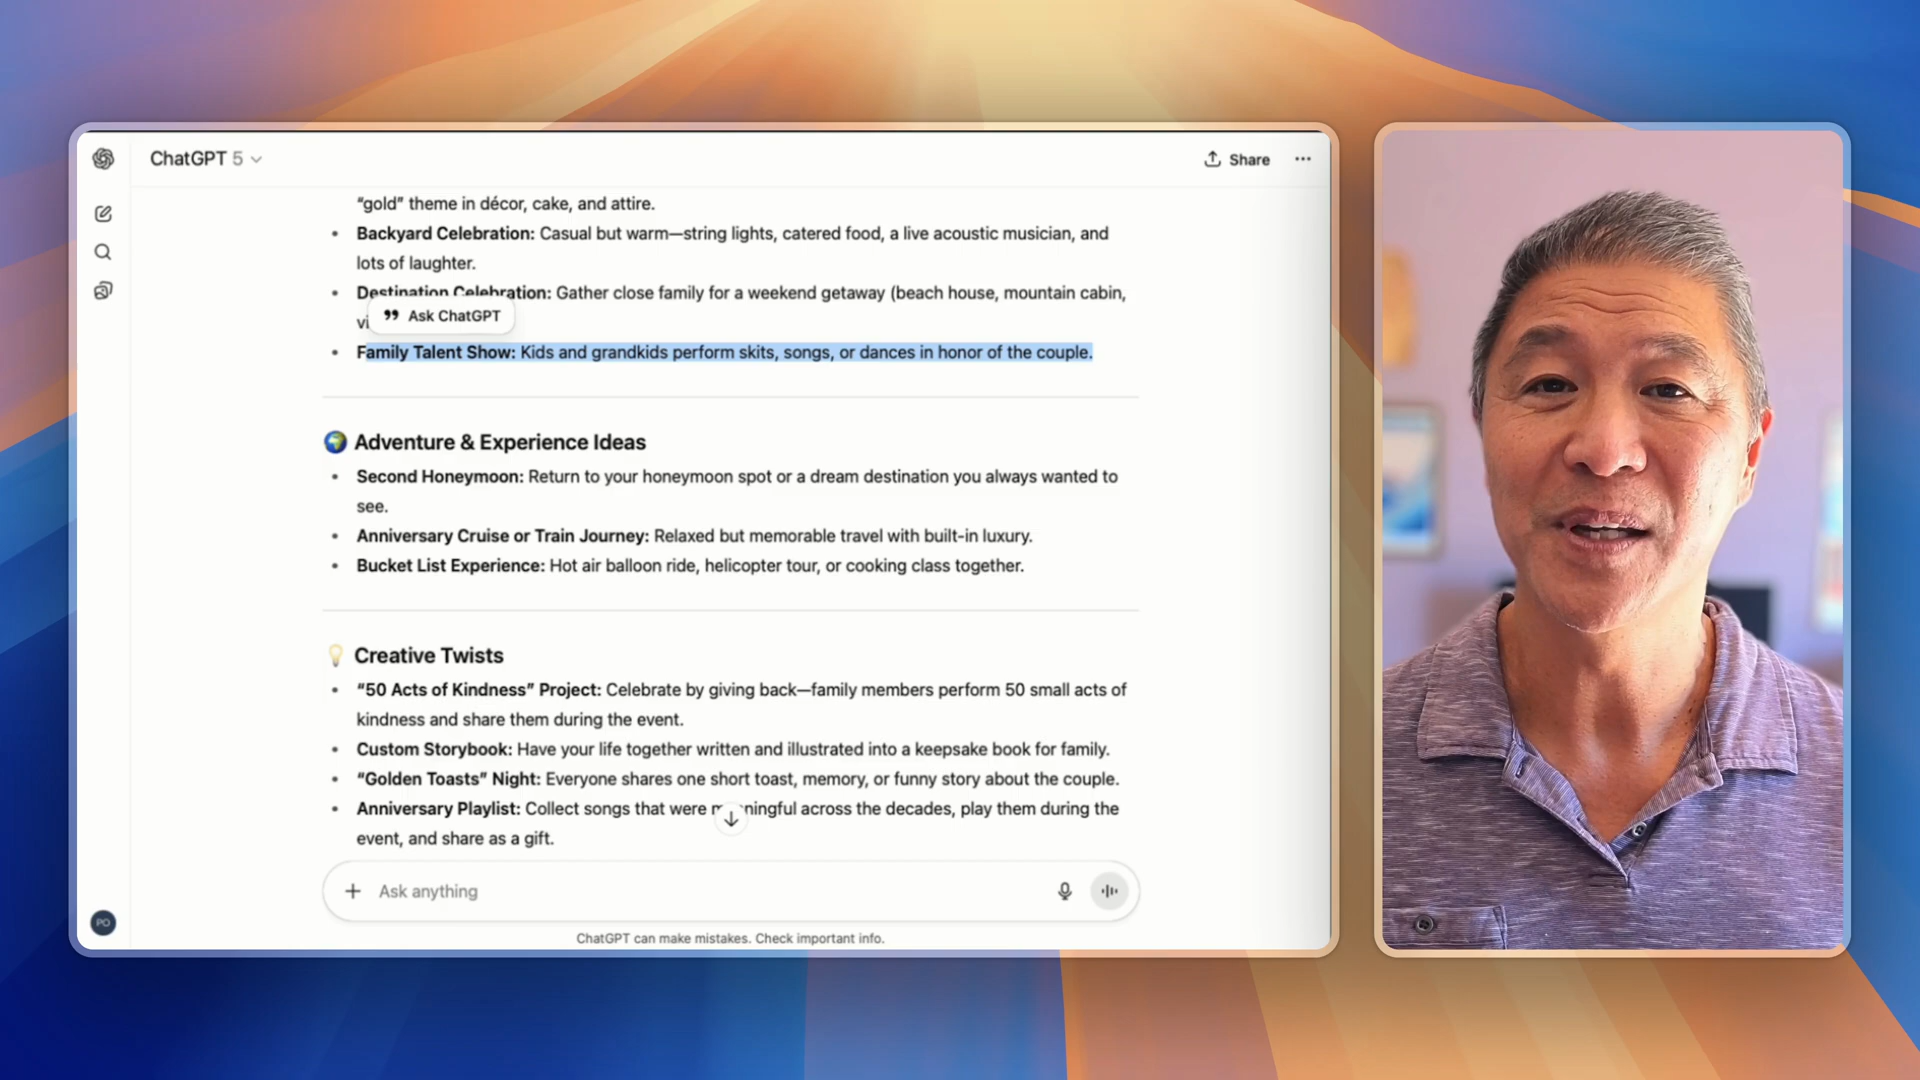 ChatGPT 5
Share
“gold” theme in décor, cake, and attire.
• Backyard Celebration: Casual but warm—string lights, catered food, a live acoustic musician, and
lots of laughter.
• Destination Celebration: Gather close family for a weekend getaway (beach house, mountain cabin,
Ask ChatGPT
• Family Talent Show: Kids and grandkids perform skits, songs, or dances in honor of the couple.
Adventure & Experience Ideas
• Second Honeymoon: Return to your honeymoon spot or a dream destination you always wanted to
see.
• Anniversary Cruise or Train Journey: Relaxed but memorable travel with built-in luxury.
• Bucket List Experience: Hot air balloon ride, helicopter tour, or cooking class together.
Creative Twists
• “50 Acts of Kindness” Project: Celebrate by giving back—family members perform 50 small acts of
kindness and share them during the event.
• Custom Storybook: Have your life together written and illustrated into a keepsake book for family.
• “Golden Toasts” Night: Everyone shares one short toast, memory, or funny story about the couple.
• Anniversary Playlist: Collect songs that were meaningful across the decades, play them during the
event, and share as a gift.
Ask anything
PO
ChatGPT can make mistakes. Check important info.